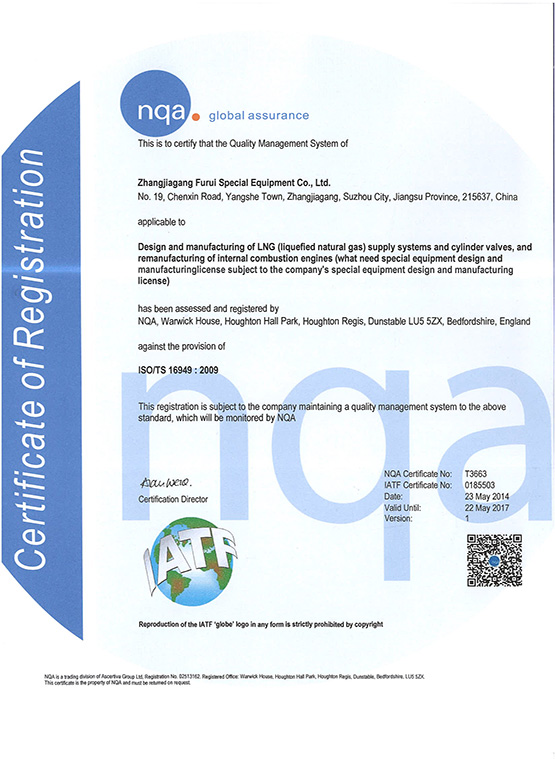 nqa.
global assurance
This is to certify that the Quality Management System of
Zhangjiagang Furui Special Equipment Co., Ltd.
No. 19, Chenxin Road, Yangshe Town, Zhangjiagang, Suzhou City, Jiangsu Province, 215637, China
applicable to
Design and manufacturing of LNG (liquefied natural gas) supply systems and cylinder valves, and
remanufacturing of internal combustion engines (what need special equipment design and
manufacturinglicense subject to the company's special equipment design and manufacturing
license)
has been assessed and registered by
NQA, Warwick House, Houghton Hall Park, Houghton Regis, Dunstable LU5 5ZX, Bedfordshire, England
against the provision of
ISO/TS 16949 : 2009
This registration is subject to the company maintaining a quality management system to the above
standard, which will be monitored by NQA
Certification Director
NQA Certificate No: T3663
IATF Certificate No: 0185503
Date: 23 May 2014
Valid Until: 22 May 2017
Version: 1
IATF
Reproduction of the IATF 'globe' logo in any form is strictly prohibited by copyright
NQA is a trading division of Ascertiva Group Ltd, Registration No. 02513162. Registered Office: Warwick House, Houghton Hall Park, Houghton Regis, Dunstable, Bedfordshire, LU5 5ZX.
This certificate is the property of NQA and must be returned on request.
Certificate of Registration
nqa